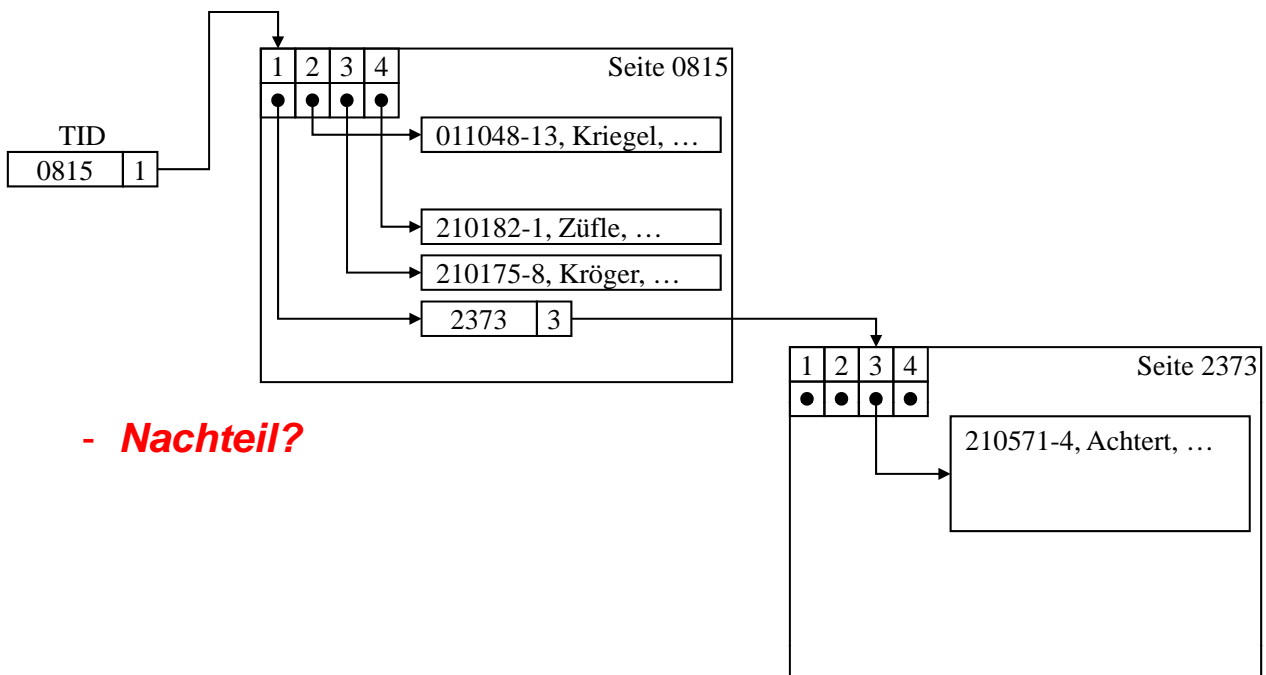 1 2 3 4 Seite 0815
011048-13, Kriegel, …
TID
0815 1
210182-1, Züfle, …
210175-8, Kröger, …
2373 3
1 2 3 4 Seite 2373
- Nachteil?
210571-4, Achtert, …